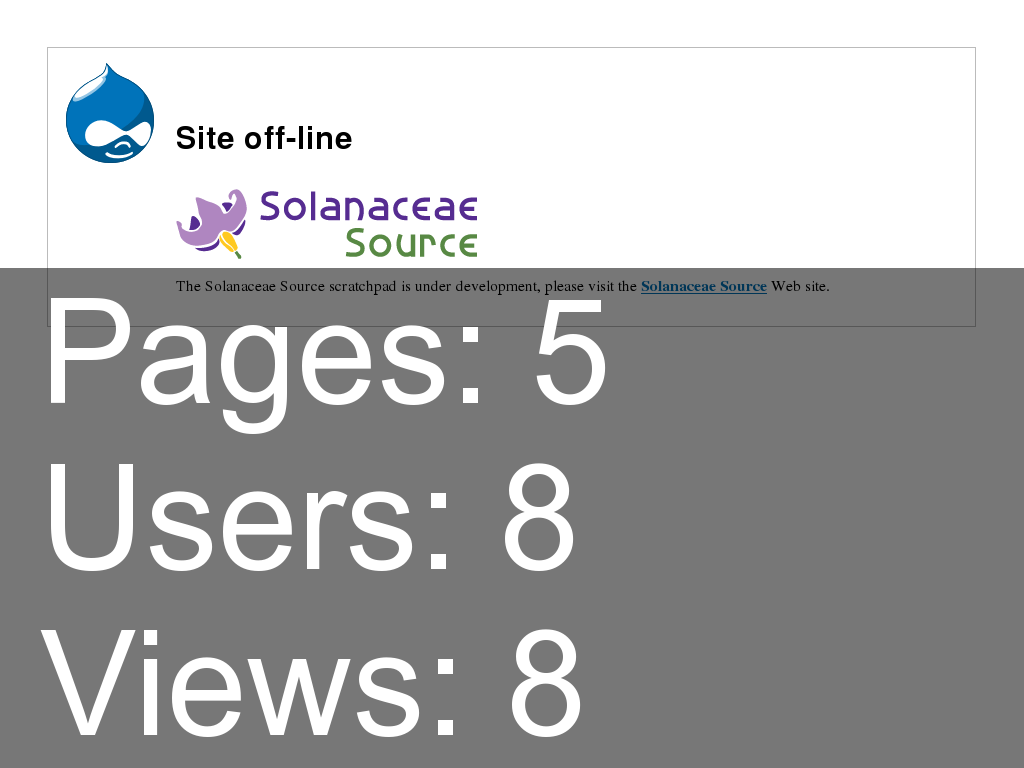 Site off-line
Solanaceae
Source
The Solanaceae Source scratchpad is under development, please visit the Solanaceae Source Web site.
Pages: 5
Users: 8
Views: 8